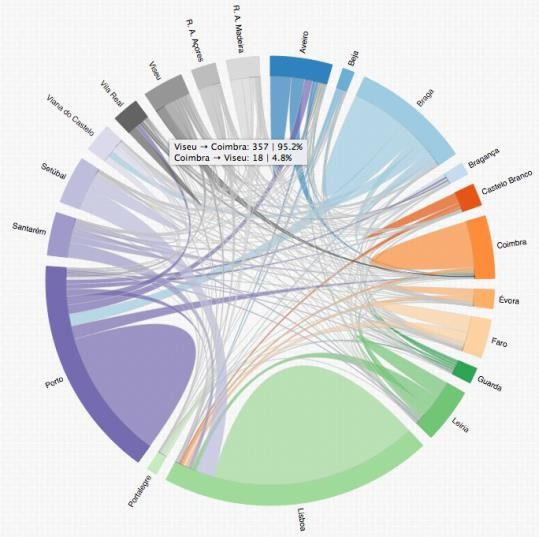 R. A. Madeira
Aveiro
Beja
Braga
Bragança
Castelo Branco
Coimbra
Évora
Faro
Guarda
Leiria
Lisboa
Portalegre
Porto
Santarém
Setúbal
Viana do Castelo
Vila Real
Viseu
R. A. Açores
Viseu → Coimbra: 357 | 95.2%
Coimbra → Viseu: 18 | 4.8%